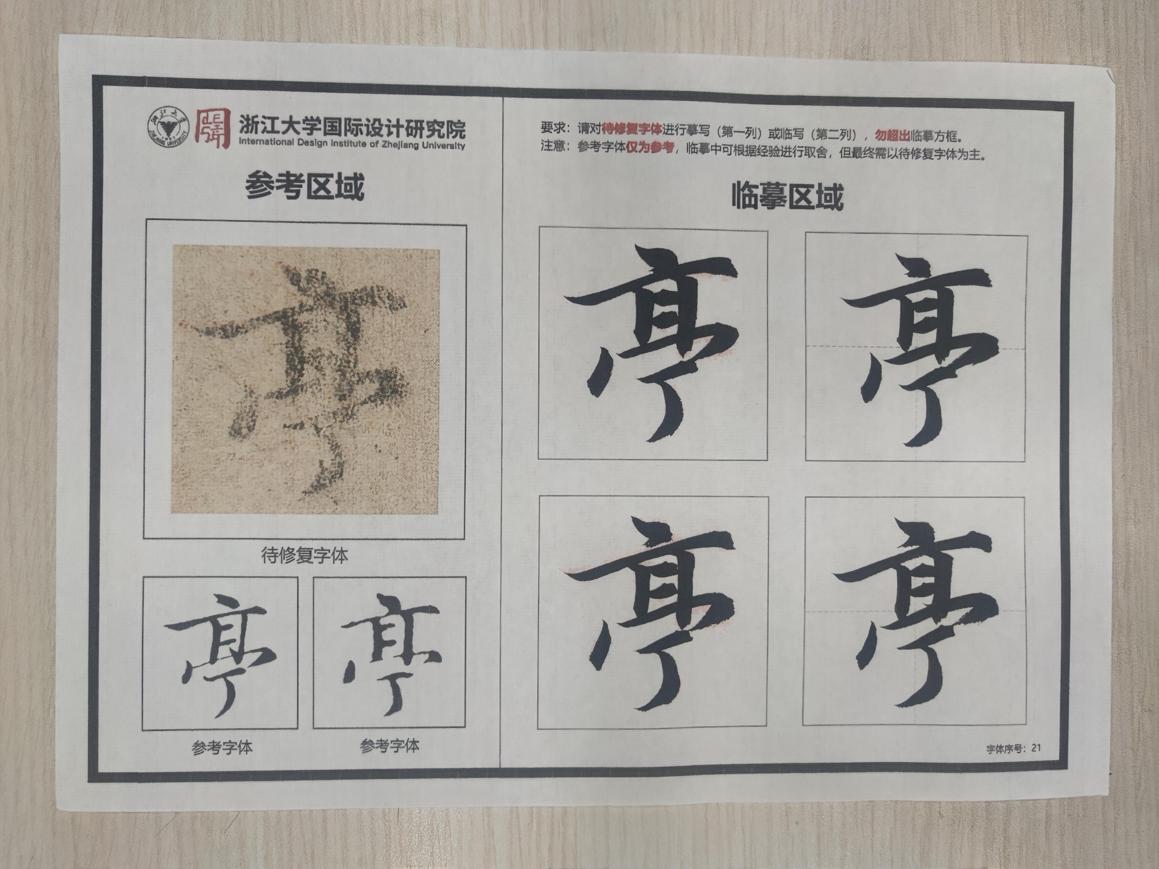 浙江大学国际设计研究院
International Design Institute of Zhejiang University
参考区域
亭
待修复字体
亭
亭
参考字体
参考字体
要求：请对待修复字体进行摹写（第一列）或临写（第二列），勿超出临摹方框。
注意：参考字体仅为参考，临摹中可根据经验进行取舍，但最终需以待修复字体为主。
临摹区域
亭
亭
亭
亭
字体序号：21